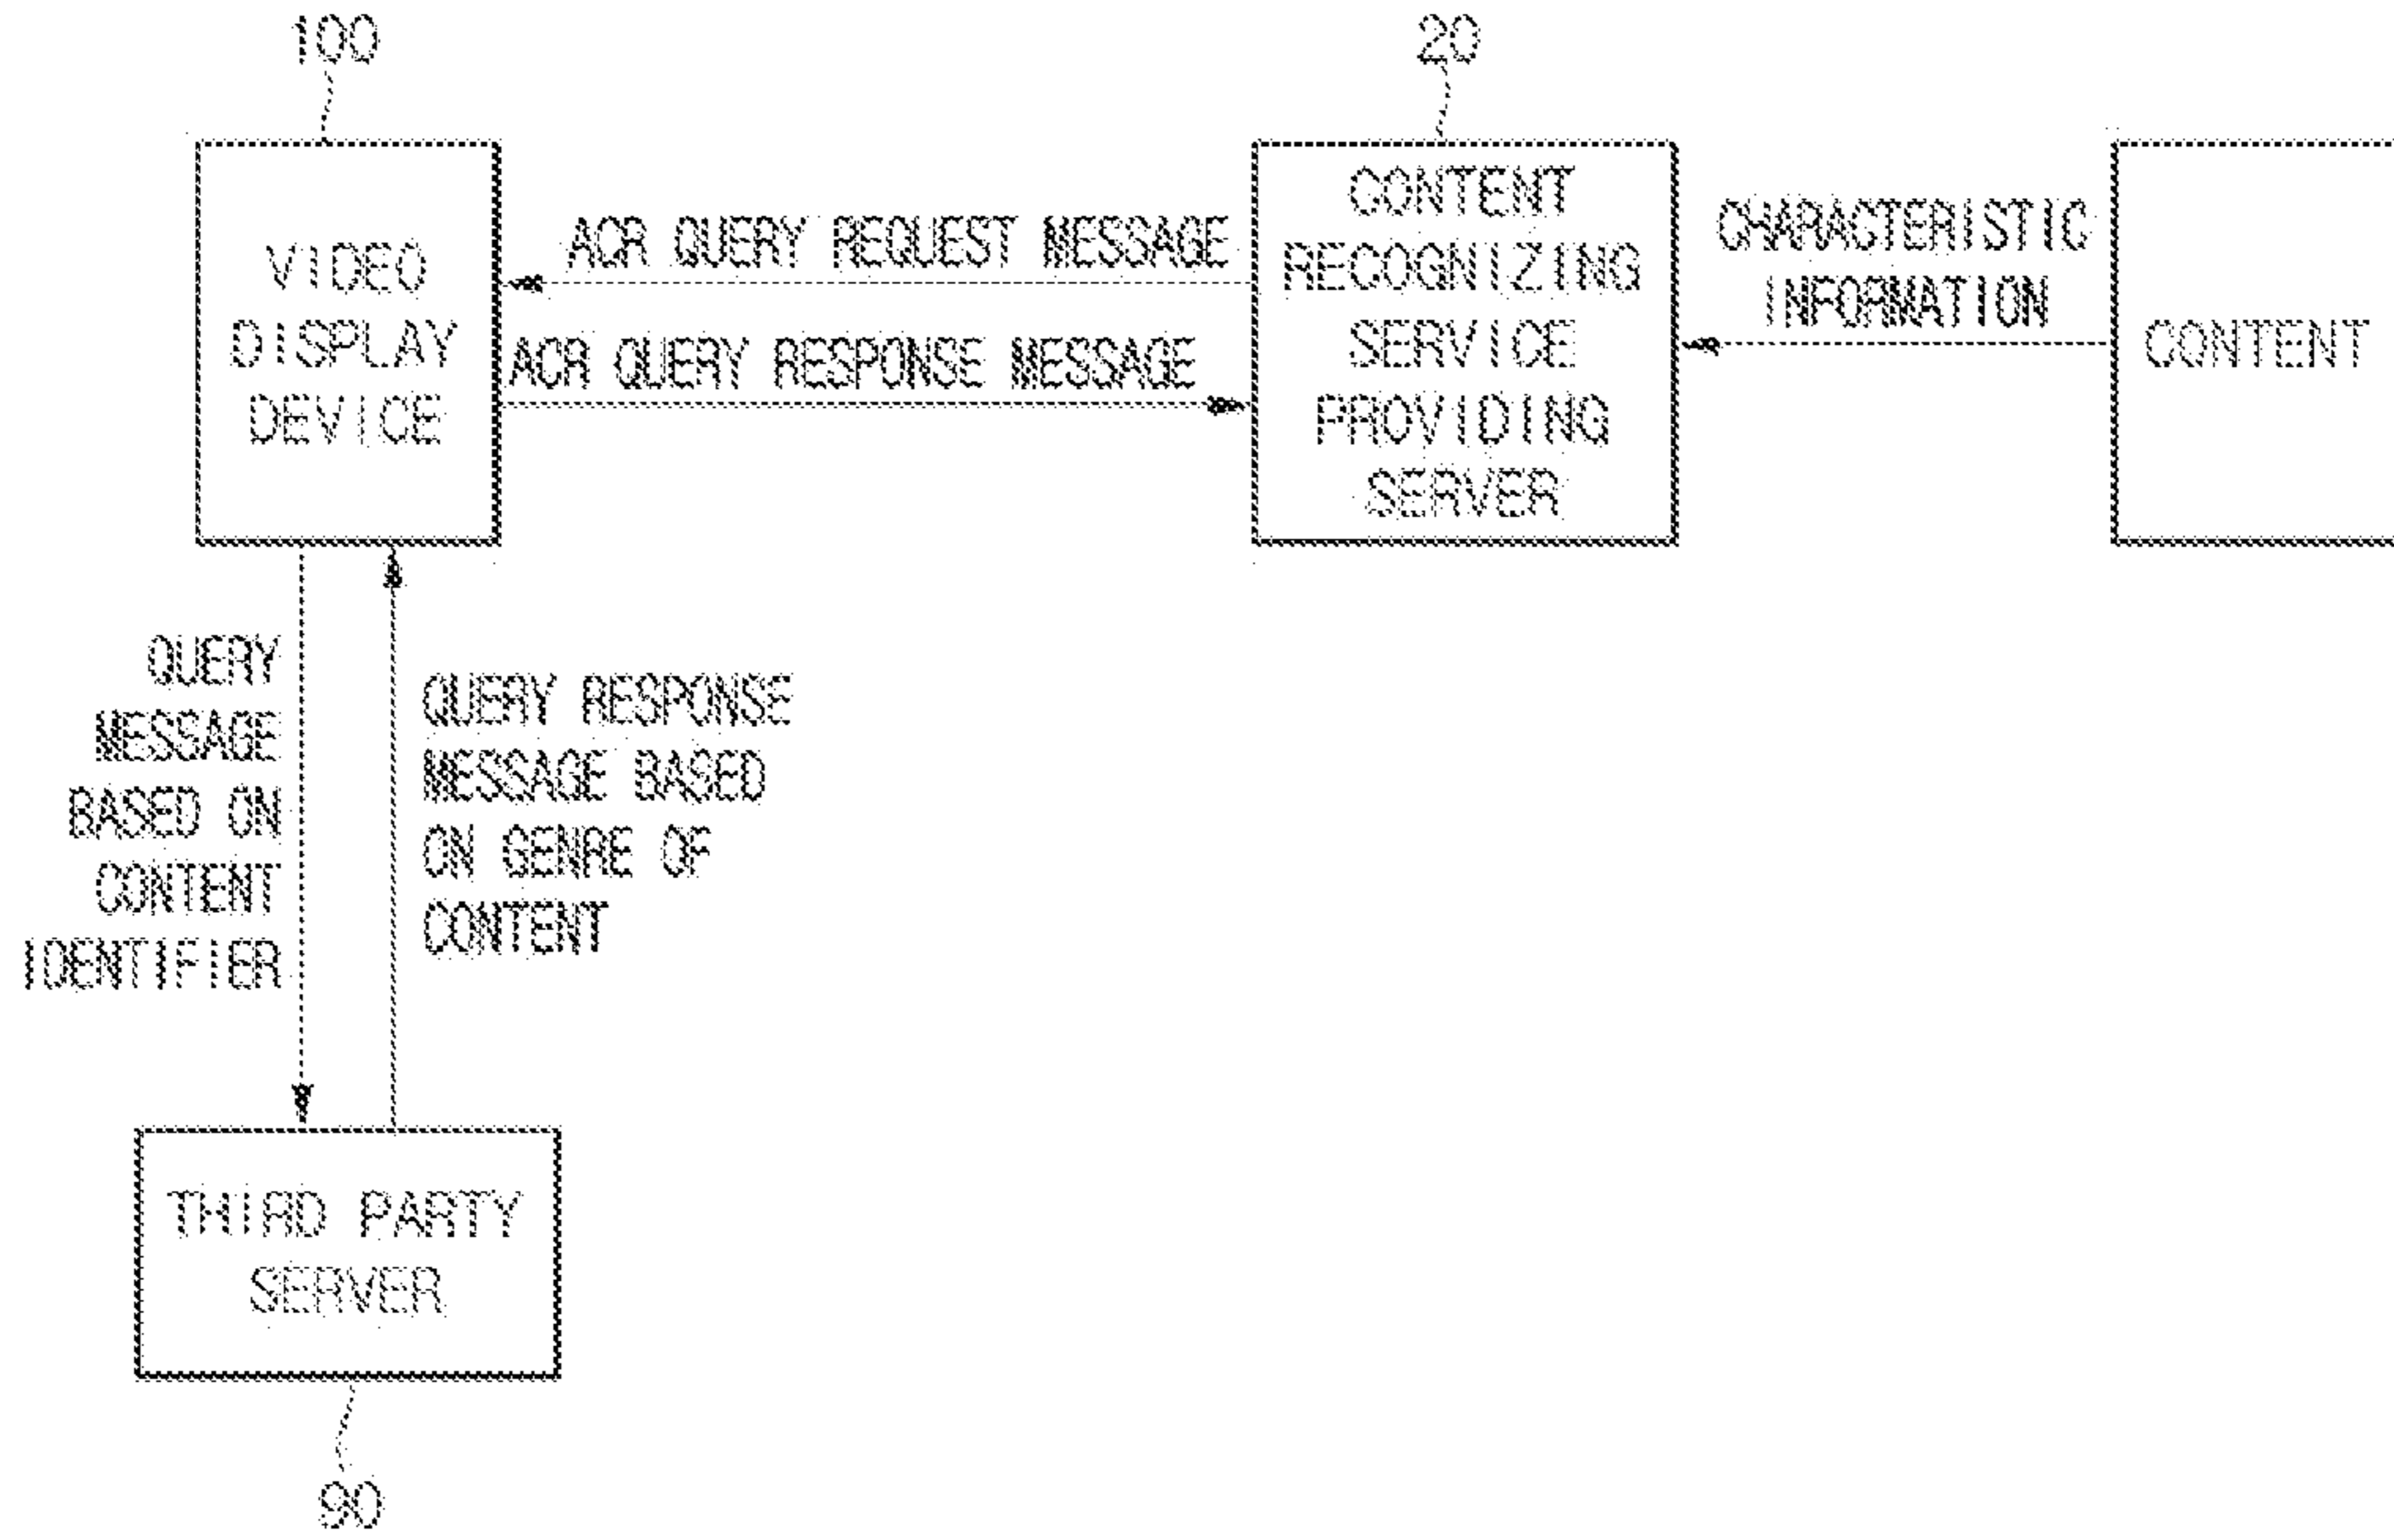 100
20
VIDEO
DISPLAY
DEVICE
ACR QUERY REQUEST MESSAGE
ACR QUERY RESPONSE MESSAGE
CONTENT
RECOGNIZING
SERVICE
PROVIDING
SERVER
CHARACTERISTIC
INFORMATION
CONTENT
QUERY
MESSAGE
BASED ON
CONTENT
IDENTIFIER
QUERY RESPONSE
MESSAGE BASED
ON GENRE OF
CONTENT
THIRD PARTY
SERVER
90